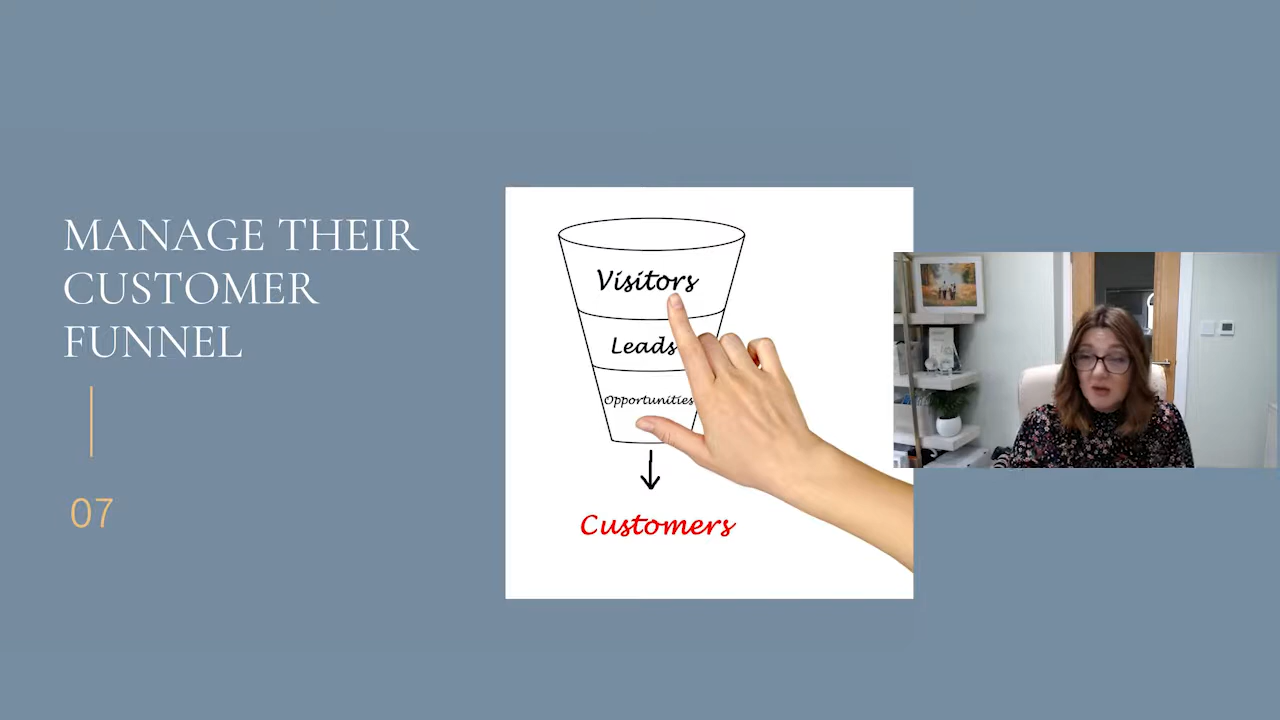 MANAGE THEIR
CUSTOMER
FUNNEL
07
Visitors
Leads
Opportunities
Customers